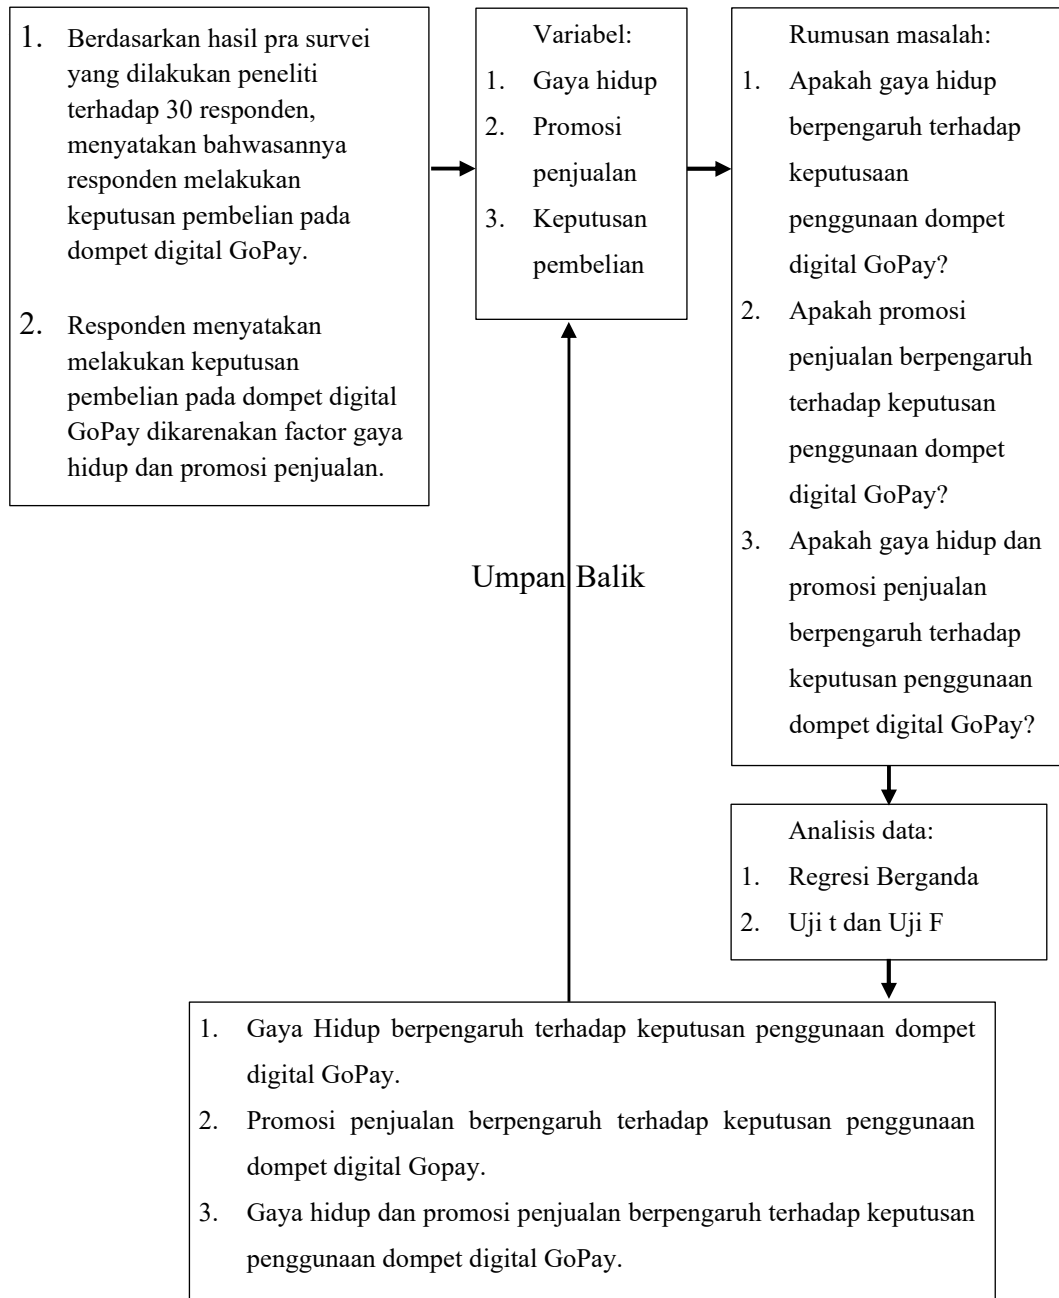 1. Berdasarkan hasil pra survei
yang dilakukan peneliti
terhadap 30 responden,
menyatakan bahwasannya
responden melakukan
keputusan pembelian pada
dompet digital GoPay.
2. Responden menyatakan
melakukan keputusan
pembelian pada dompet digital
GoPay dikarenakan factor gaya
hidup dan promosi penjualan.
Variabel:
1. Gaya hidup
2. Promosi
penjualan
3. Keputusan
pembelian
Rumusan masalah:
1. Apakah gaya hidup
berpengaruh terhadap
keputusaan
penggunaan dompet
digital GoPay?
2. Apakah promosi
penjualan berpengaruh
terhadap keputusan
penggunaan dompet
digital GoPay?
3. Apakah gaya hidup dan
promosi penjualan
berpengaruh terhadap
keputusan penggunaan
dompet digital GoPay?
Umpan Balik
Analisis data:
1. Regresi Berganda
2. Uji t dan Uji F
1. Gaya Hidup berpengaruh terhadap keputusan penggunaan dompet
digital GoPay.
2. Promosi penjualan berpengaruh terhadap keputusan penggunaan
dompet digital Gopay.
3. Gaya hidup dan promosi penjualan berpengaruh terhadap keputusan
penggunaan dompet digital GoPay.